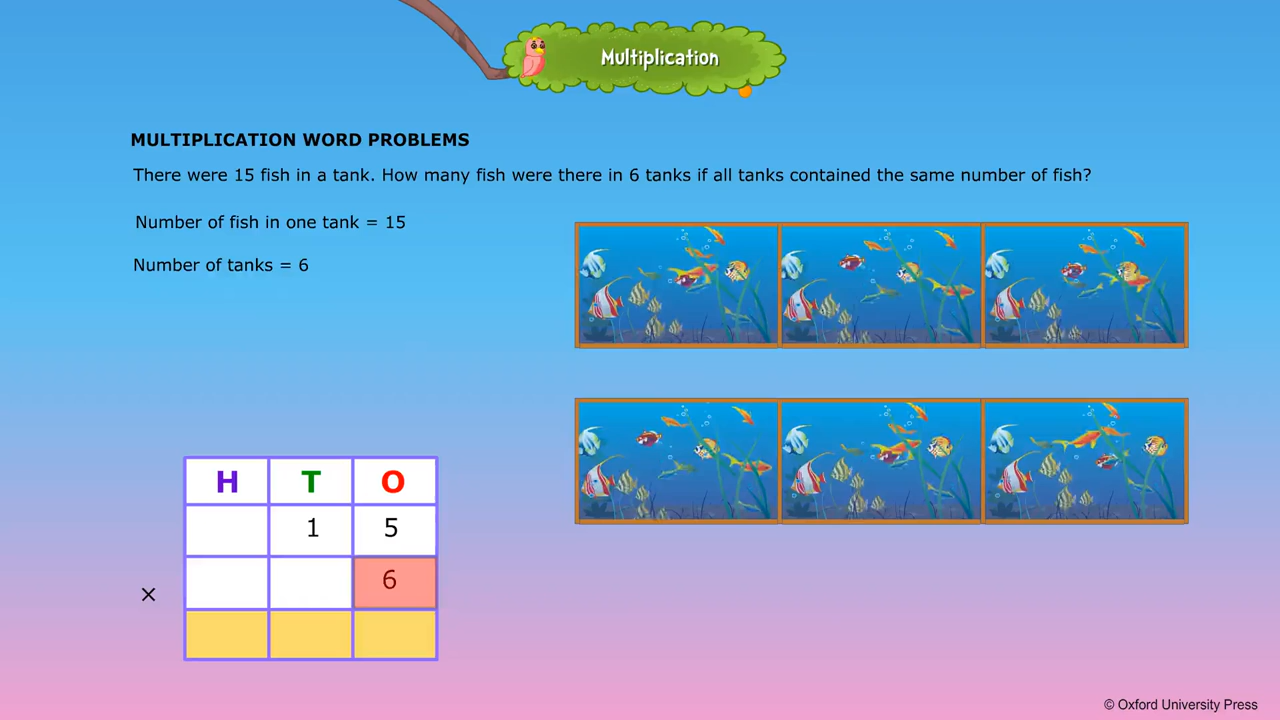 Multiplication
MULTIPLICATION WORD PROBLEMS
There were 15 fish in a tank. How many fish were there in 6 tanks if all tanks contained the same number of fish?
Number of fish in one tank = 15
Number of tanks = 6
H T O
1 5
× 6
© Oxford University Press